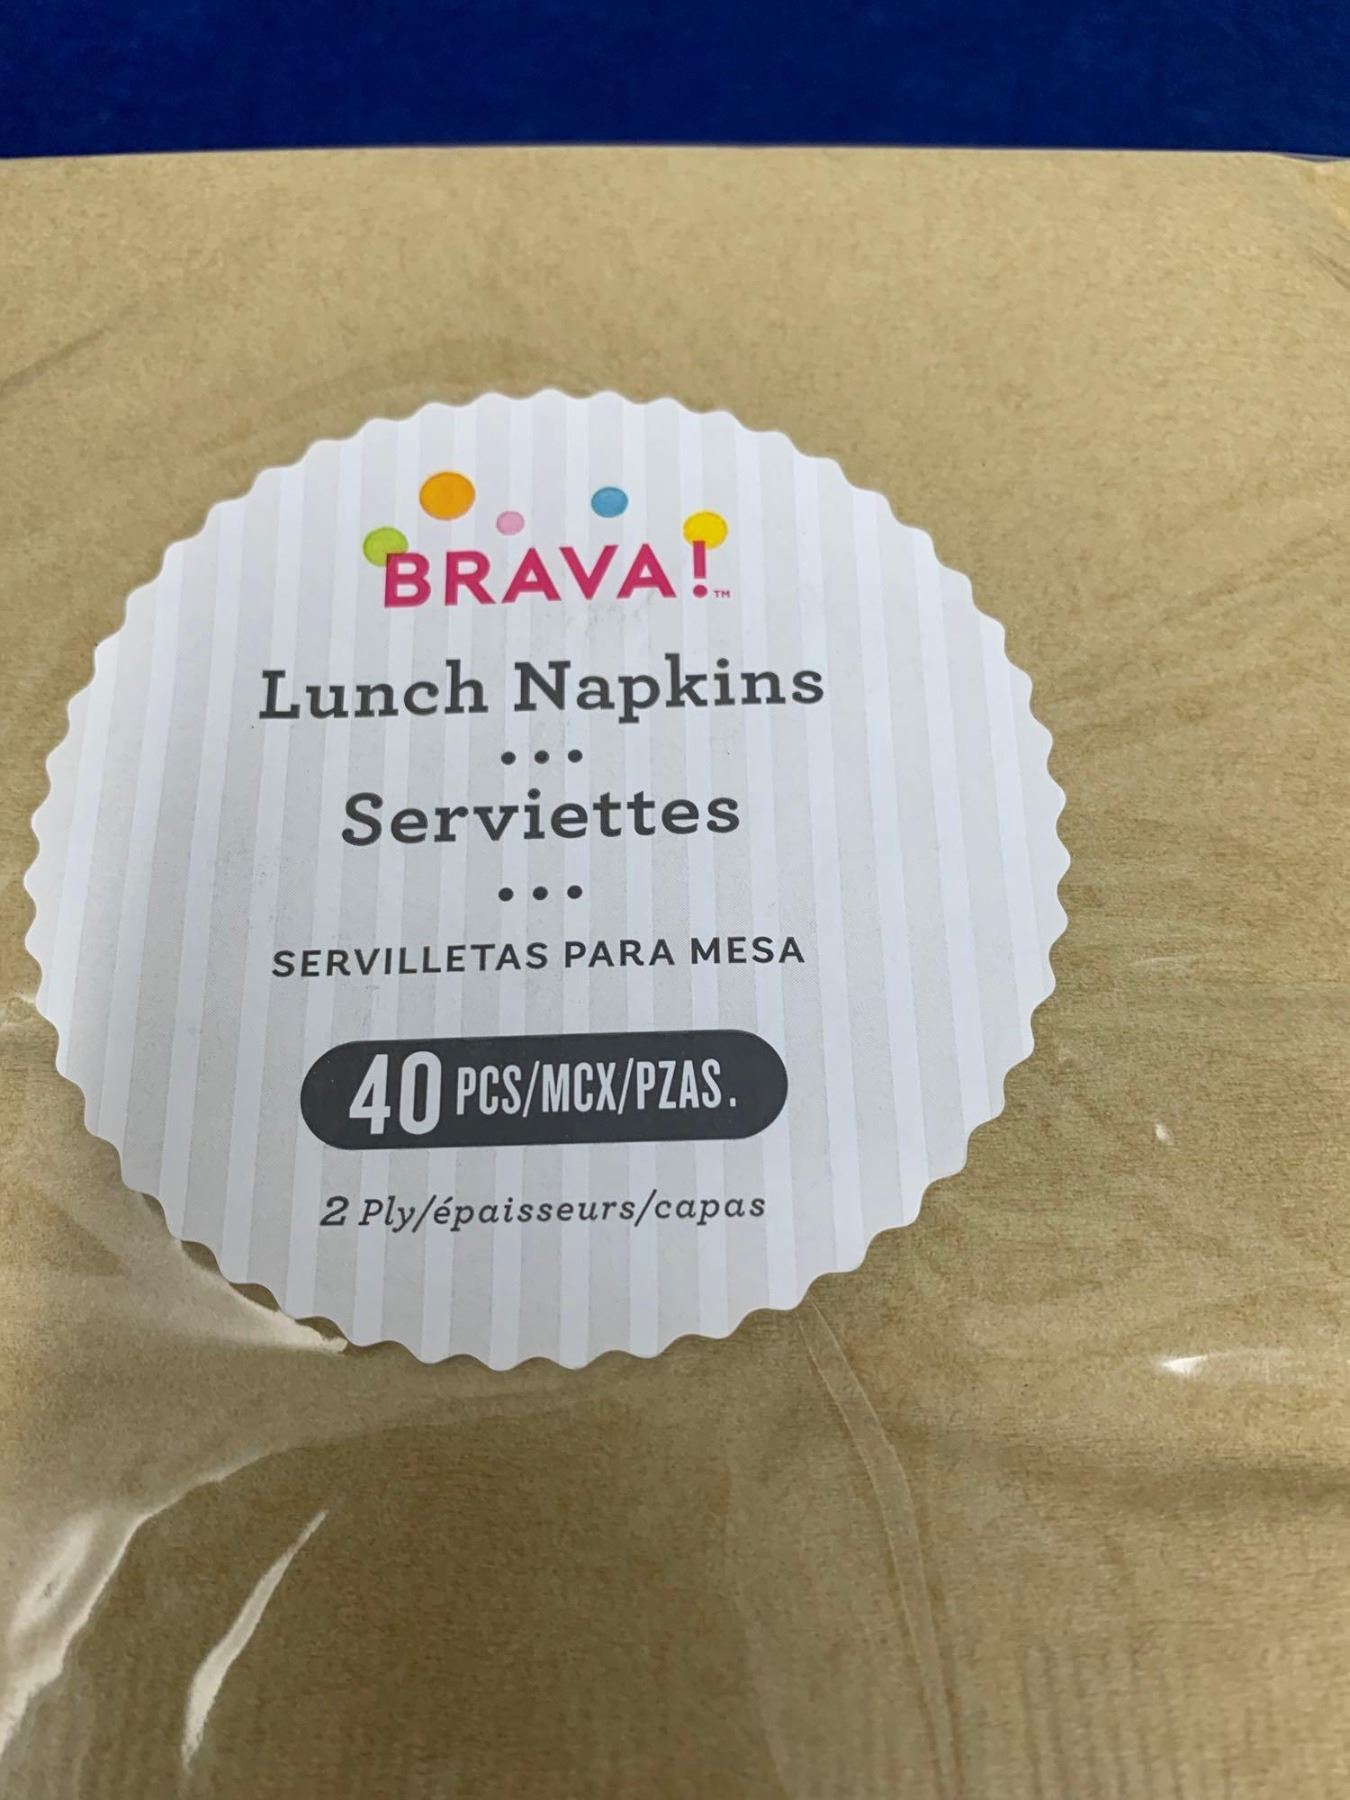 BRAVA!™
Lunch Napkins
• • •
Serviettes
• • •
SERVILLETAS PARA MESA
40 PCS/MCX/PZAS.
2 Ply/épaisseurs/capas